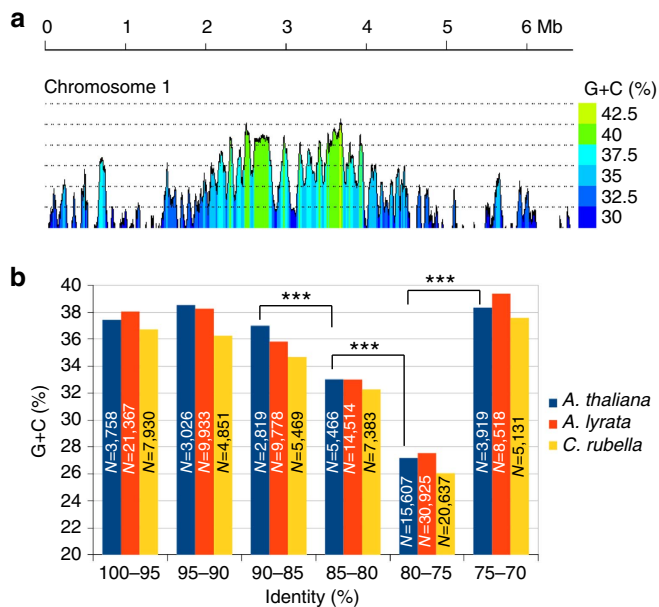 a
0 1 2 3 4 5 6 Mb
Chromosome 1
G+C (%)
42.5
40
37.5
35
32.5
30
b
40
38
36
34
32
30
28
26
24
22
20
G+C (%)
***
***
***
N=3,758
N=21,367
N=7,930
N=3,026
N=9,933
N=4,851
N=2,819
N=9,778
N=5,469
N=5,466
N=14,514
N=7,383
N=15,607
N=30,925
N=20,637
N=3,919
N=8,518
N=5,131
A. thaliana
A. lyrata
C. rubella
100–95 95–90 90–85 85–80 80–75 75–70
Identity (%)